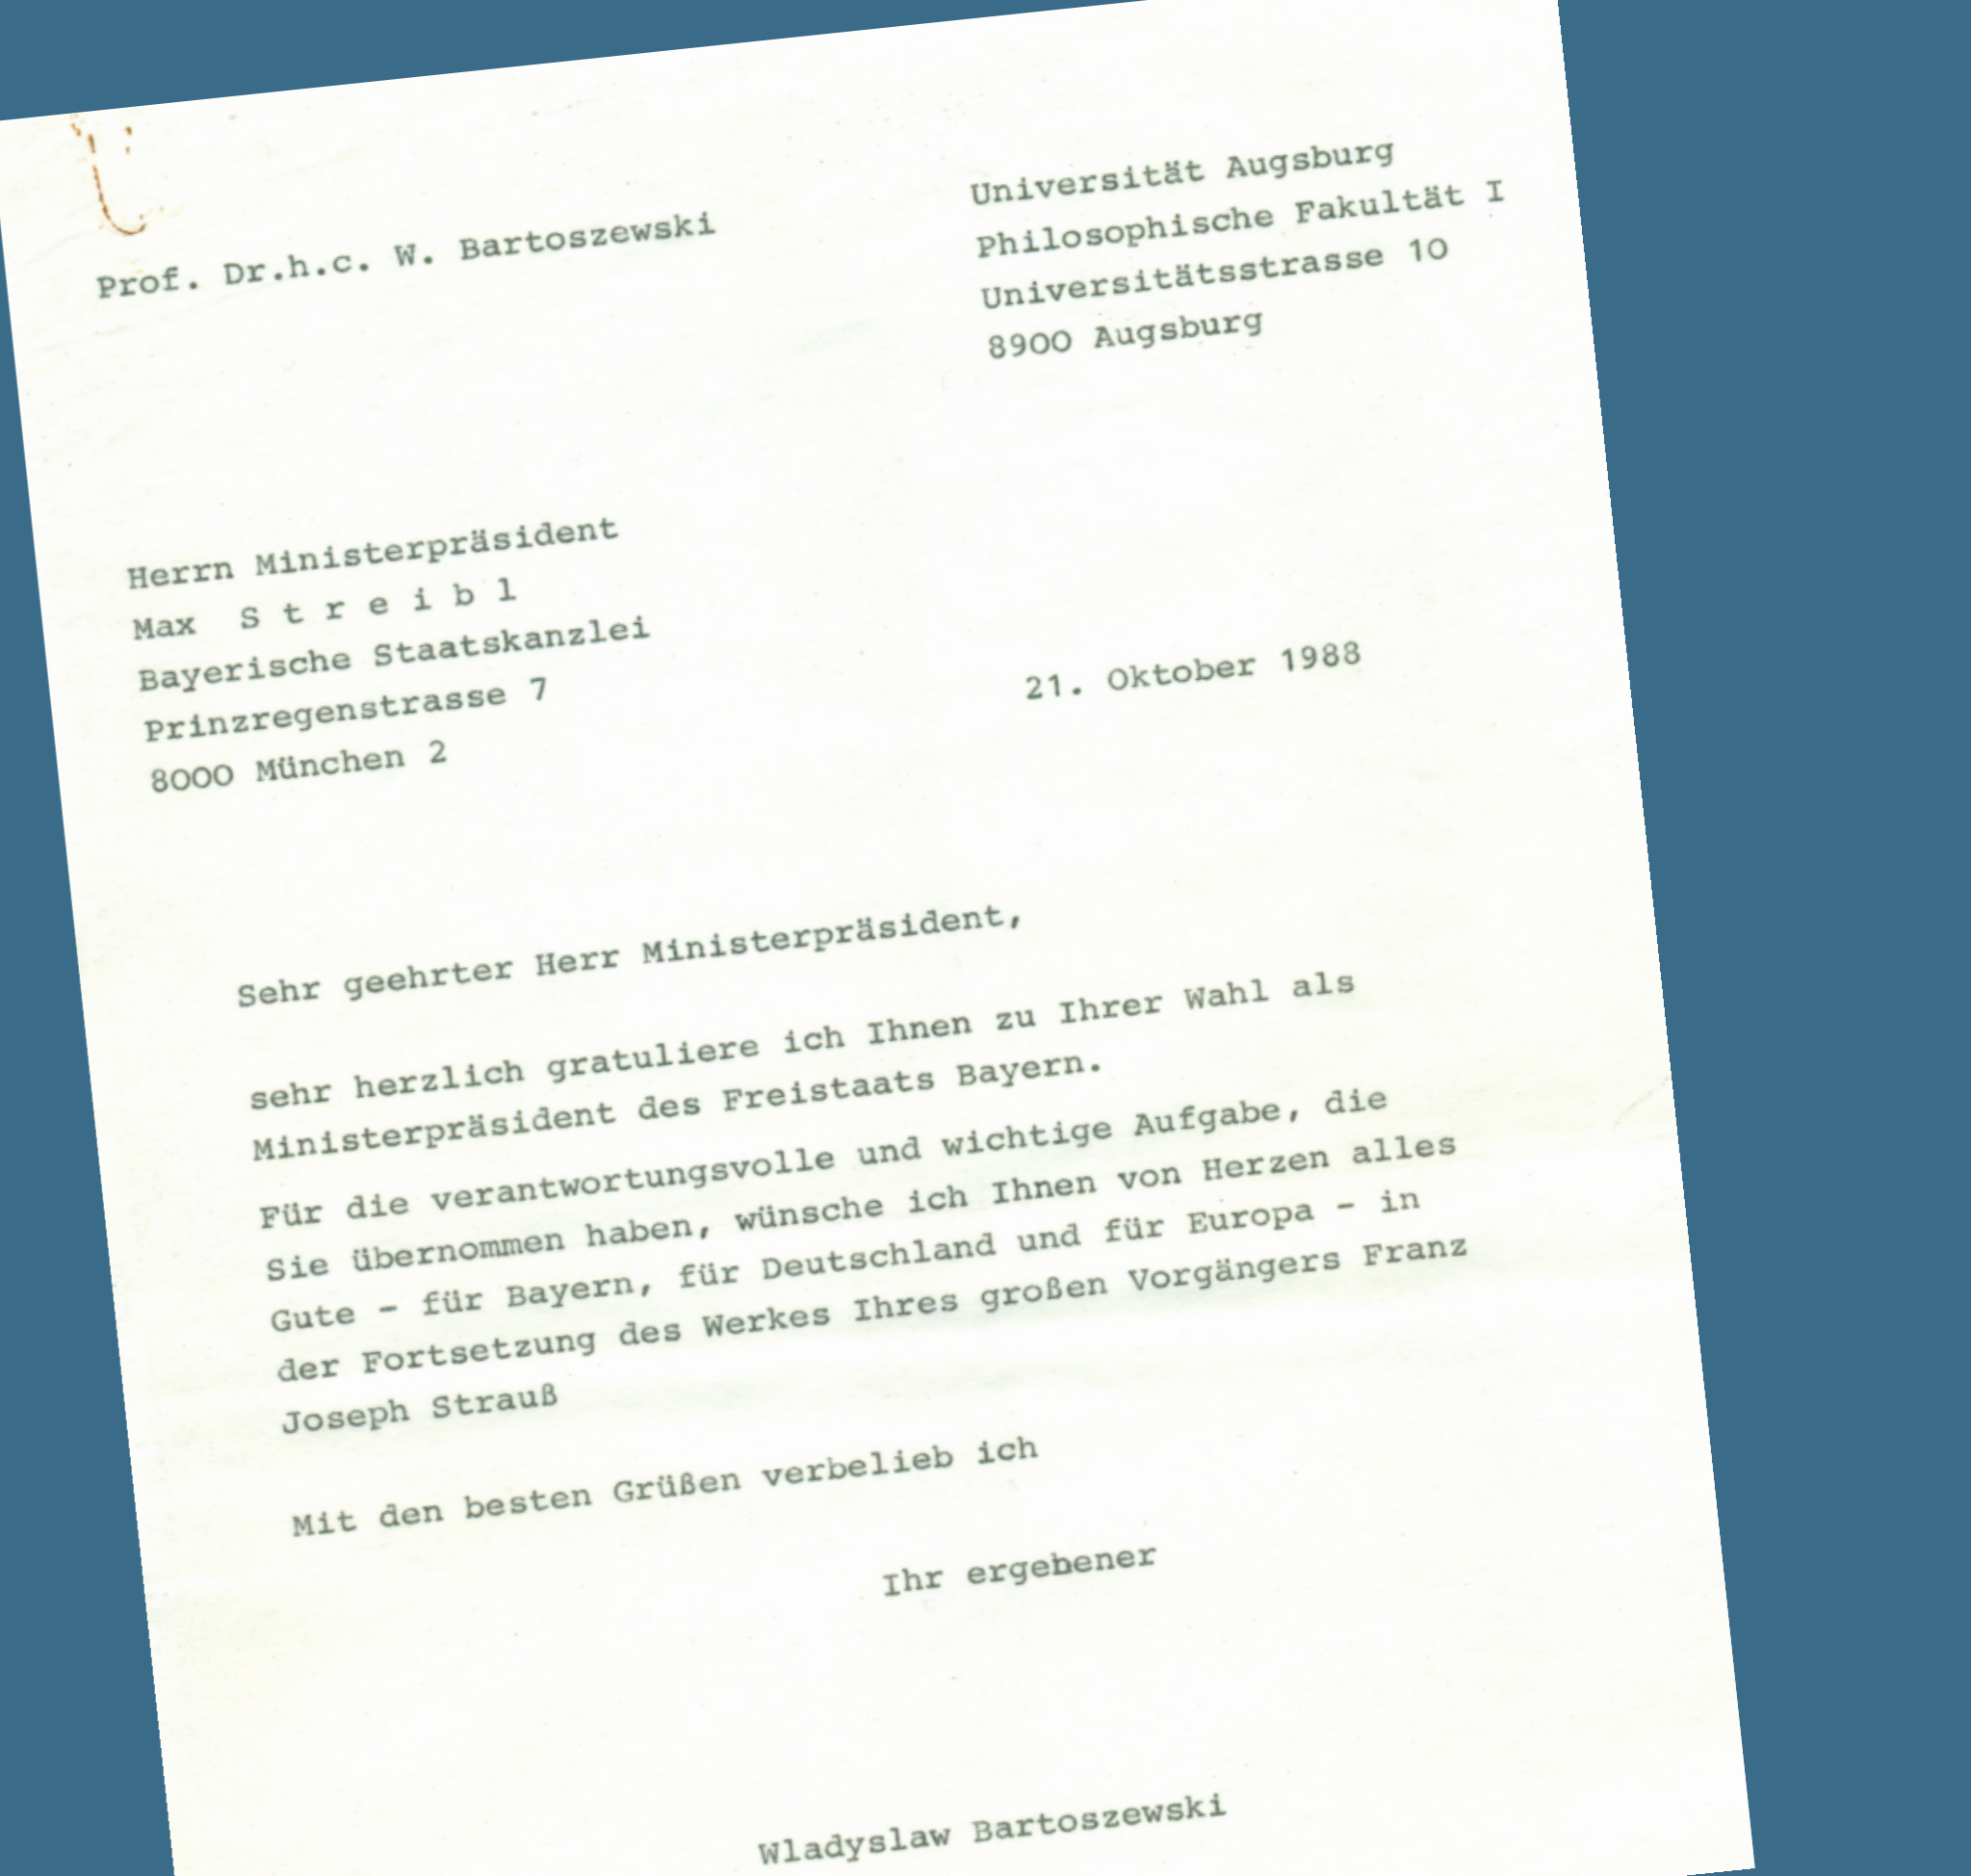 Prof. Dr.h.c. W. Bartoszewski
Universität Augsburg
Philosophische Fakultät I
Universitätsstrasse 10
8900 Augsburg
Herrn Ministerpräsident
Max  S t r e i b l
Bayerische Staatskanzlei
Prinzregenstrasse 7
8000 München 2
21. Oktober 1988
Sehr geehrter Herr Ministerpräsident,
sehr herzlich gratuliere ich Ihnen zu Ihrer Wahl als
Ministerpräsident des Freistaats Bayern.
Für die verantwortungsvolle und wichtige Aufgabe, die
Sie übernommen haben, wünsche ich Ihnen von Herzen alles
Gute - für Bayern, für Deutschland und für Europa - in
der Fortsetzung des Werkes Ihres großen Vorgängers Franz
Joseph Strauß
Mit den besten Grüßen verbelieb ich
Ihr ergebener
Wladyslaw Bartoszewski